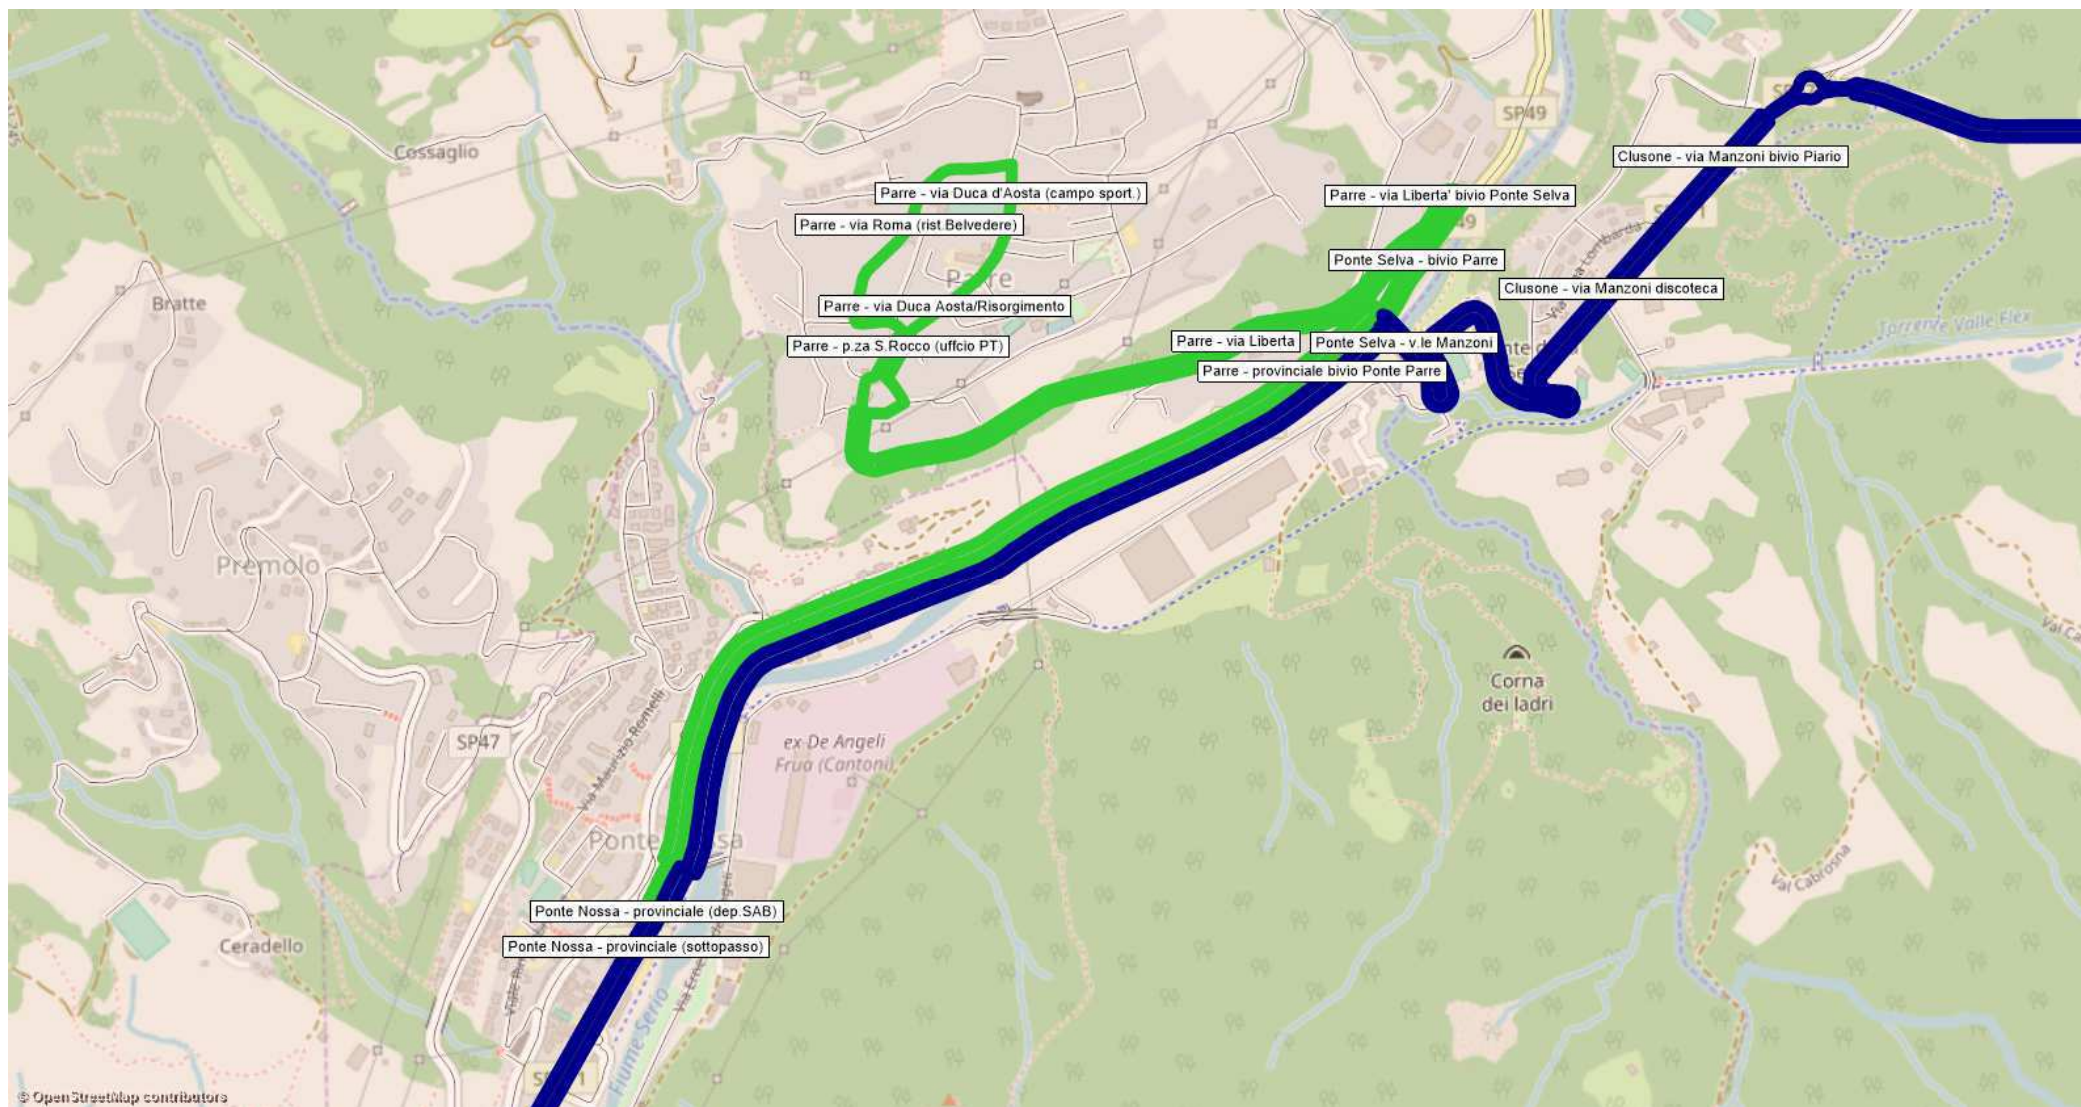 Cossaglio
SP49
Clusone - via Manzoni bivio Piario
Parre - via Duca d'Aosta (campo sport.)
Parre - via Liberta' bivio Ponte Selva
Parre - via Roma (rist.Belvedere)
Ponte Selva - bivio Parre
Parre
Bratte
Clusone - via Manzoni discoteca
Parre - via Duca Aosta/Risorgimento
Torrente Valle Flex
Parre - p.za S.Rocco (uffcio PT)
Parre - via Liberta
Ponte Selva - v.le Manzoni
Parre - provinciale bivio Ponte Parre
Premolo
Corna
dei ladri
Via Maurizio Romelli
SP47
ex De Angeli
Frua (Cantoni)
Ponte
Val Cabrosna
Ponte Nossa - provinciale (dep.SAB)
Ceradello
Ponte Nossa - provinciale (sottopasso)
Fiume Serio
© OpenStreetMap contributors